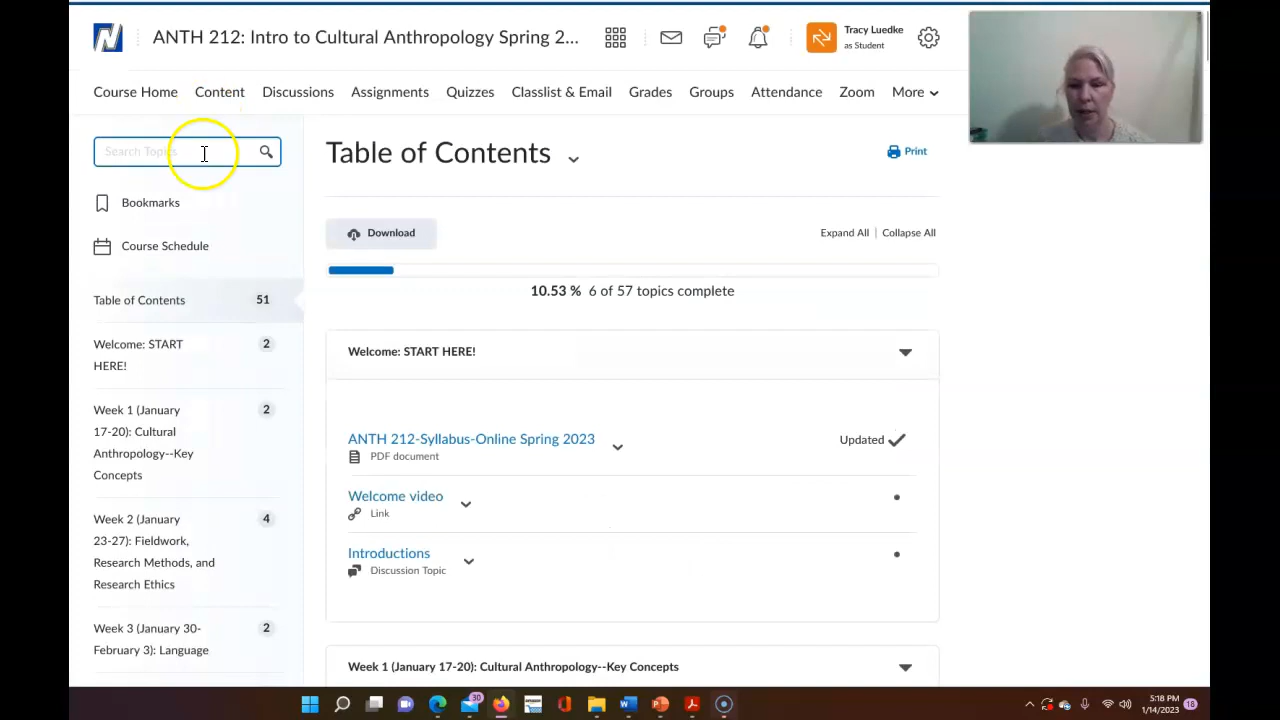 ANTH 212: Intro to Cultural Anthropology Spring 2...
Tracy Luedke
as Student
Course Home
Content
Discussions
Assignments
Quizzes
Classlist & Email
Grades
Groups
Attendance
Zoom
More
Search Topics
Bookmarks
Course Schedule
Table of Contents 51
Welcome: START 2
HERE!
Week 1 (January 2
17-20): Cultural
Anthropology--Key
Concepts
Week 2 (January 4
23-27): Fieldwork,
Research Methods, and
Research Ethics
Week 3 (January 30- 2
February 3): Language
Table of Contents
Print
Download
Expand All | Collapse All
10.53 % 6 of 57 topics complete
Welcome: START HERE!
ANTH 212-Syllabus-Online Spring 2023
PDF document
Updated
Welcome video
Link
Introductions
Discussion Topic
Week 1 (January 17-20): Cultural Anthropology--Key Concepts
30
5:18 PM
1/14/2023
18